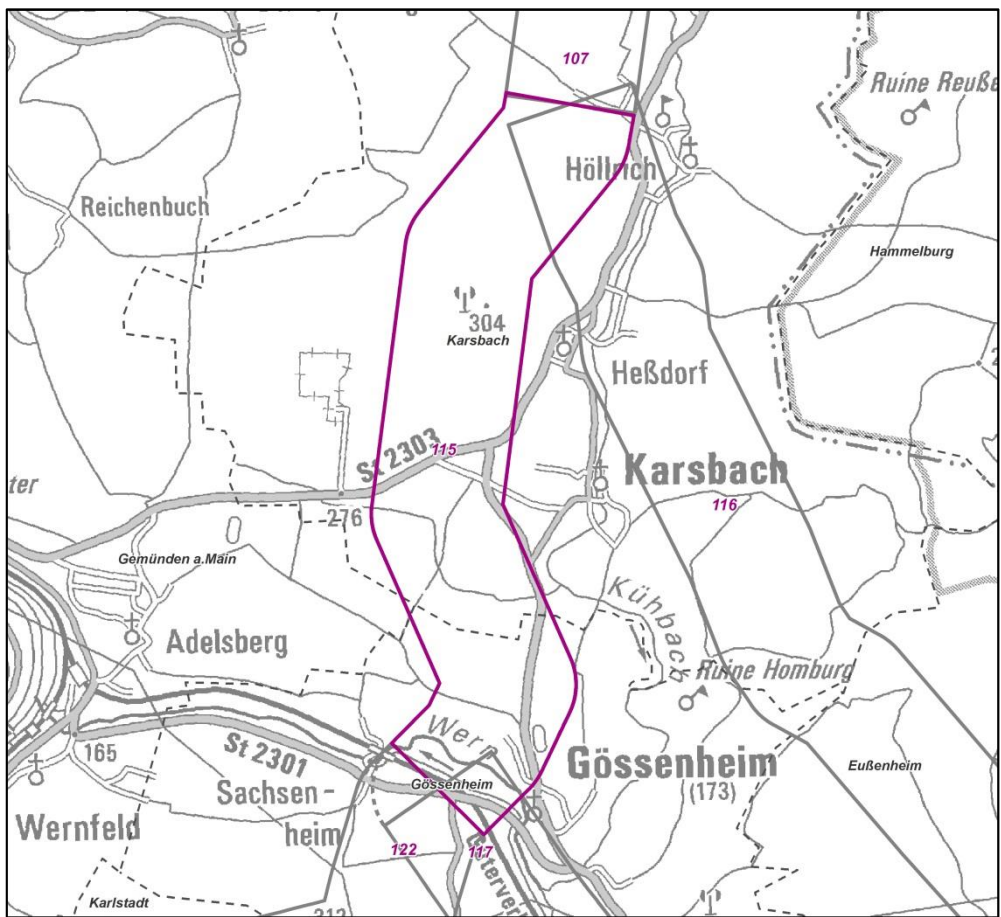 107
Ruine Reuße
Höllrich
Reichenbuch
Hammelburg
304
Karsbach
Heßdorf
115
St 2303
Karsbach
ter
116
276
Gemünden a.Main
Kühbach
Adelsberg
Ruine Homburg
Wern
165
St 2301
Gössenheim
(173)
Eußenheim
Sachsen-
heim
Gössenheim
Wernfeld
122
117
Karlstadt